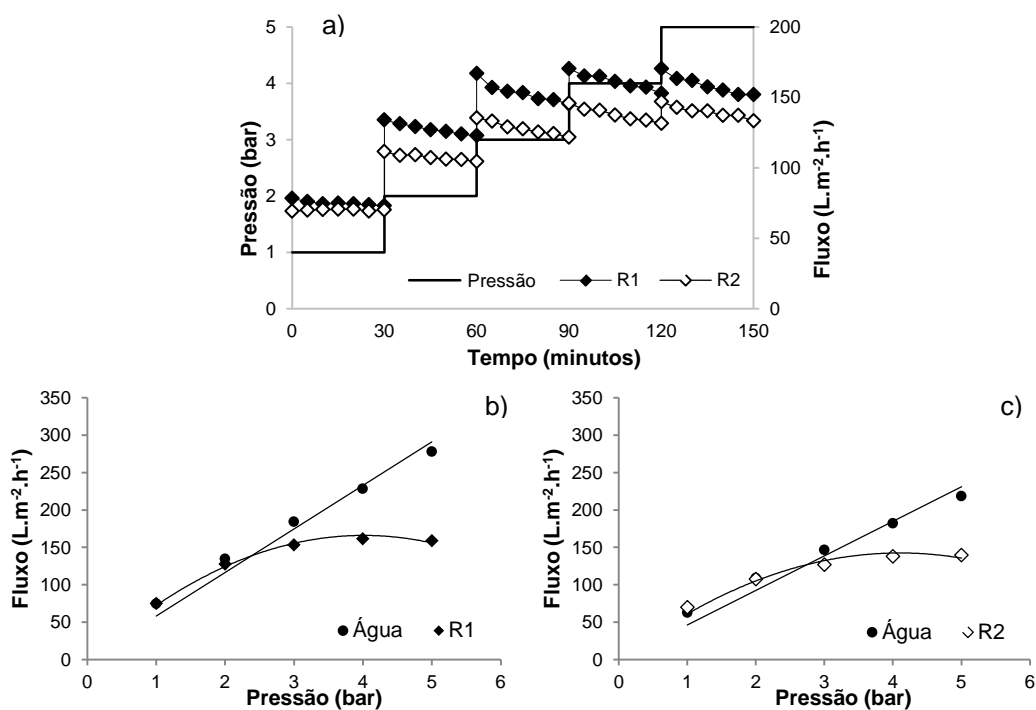 a)
Pressão (bar)
5
4
3
2
1
0
Fluxo (L.m-2.h-1)
200
150
100
50
0
Pressão R1 R2
0 30 60 90 120 150
Tempo (minutos)
b)
Fluxo (L.m-2.h-1)
350
300
250
200
150
100
50
0
Água R1
0 1 2 3 4 5 6
Pressão (bar)
c)
Fluxo (L.m-2.h-1)
350
300
250
200
150
100
50
0
Água R2
0 1 2 3 4 5 6
Pressão (bar)